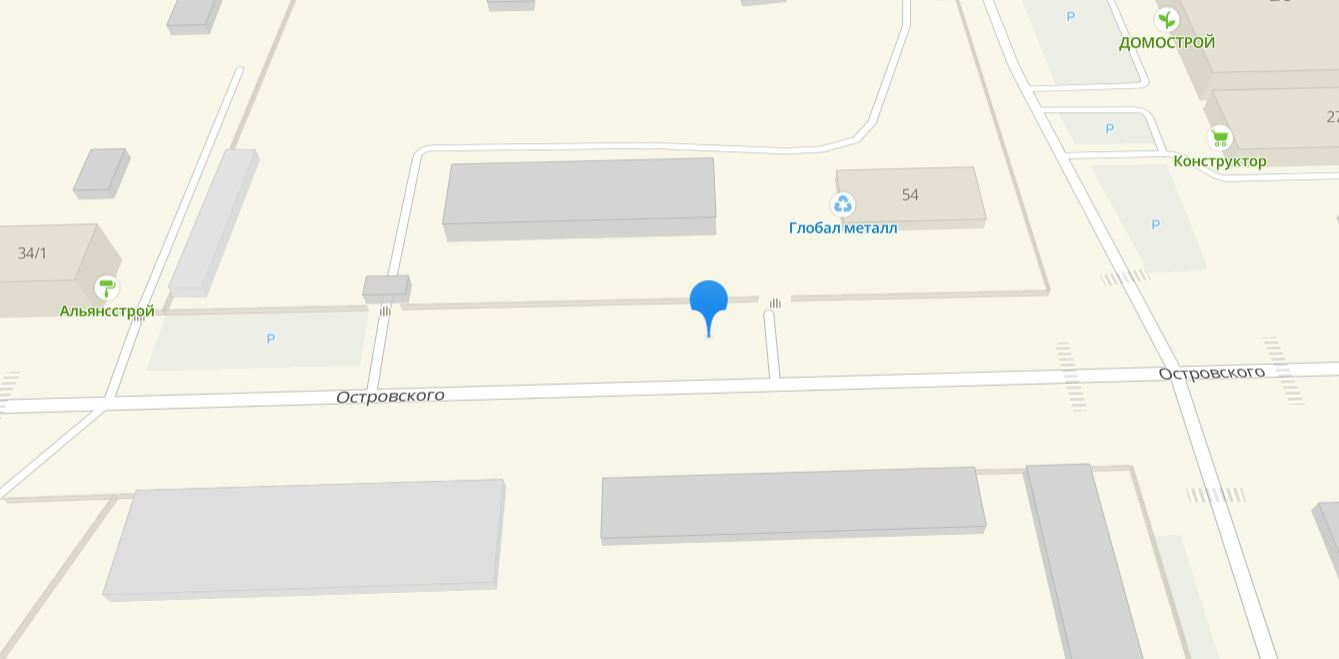 P
ДОМОСТРОЙ
P
27
Конструктор
54
Глобал металл
P
34/1
Альянсстрой
P
Островского
Островского